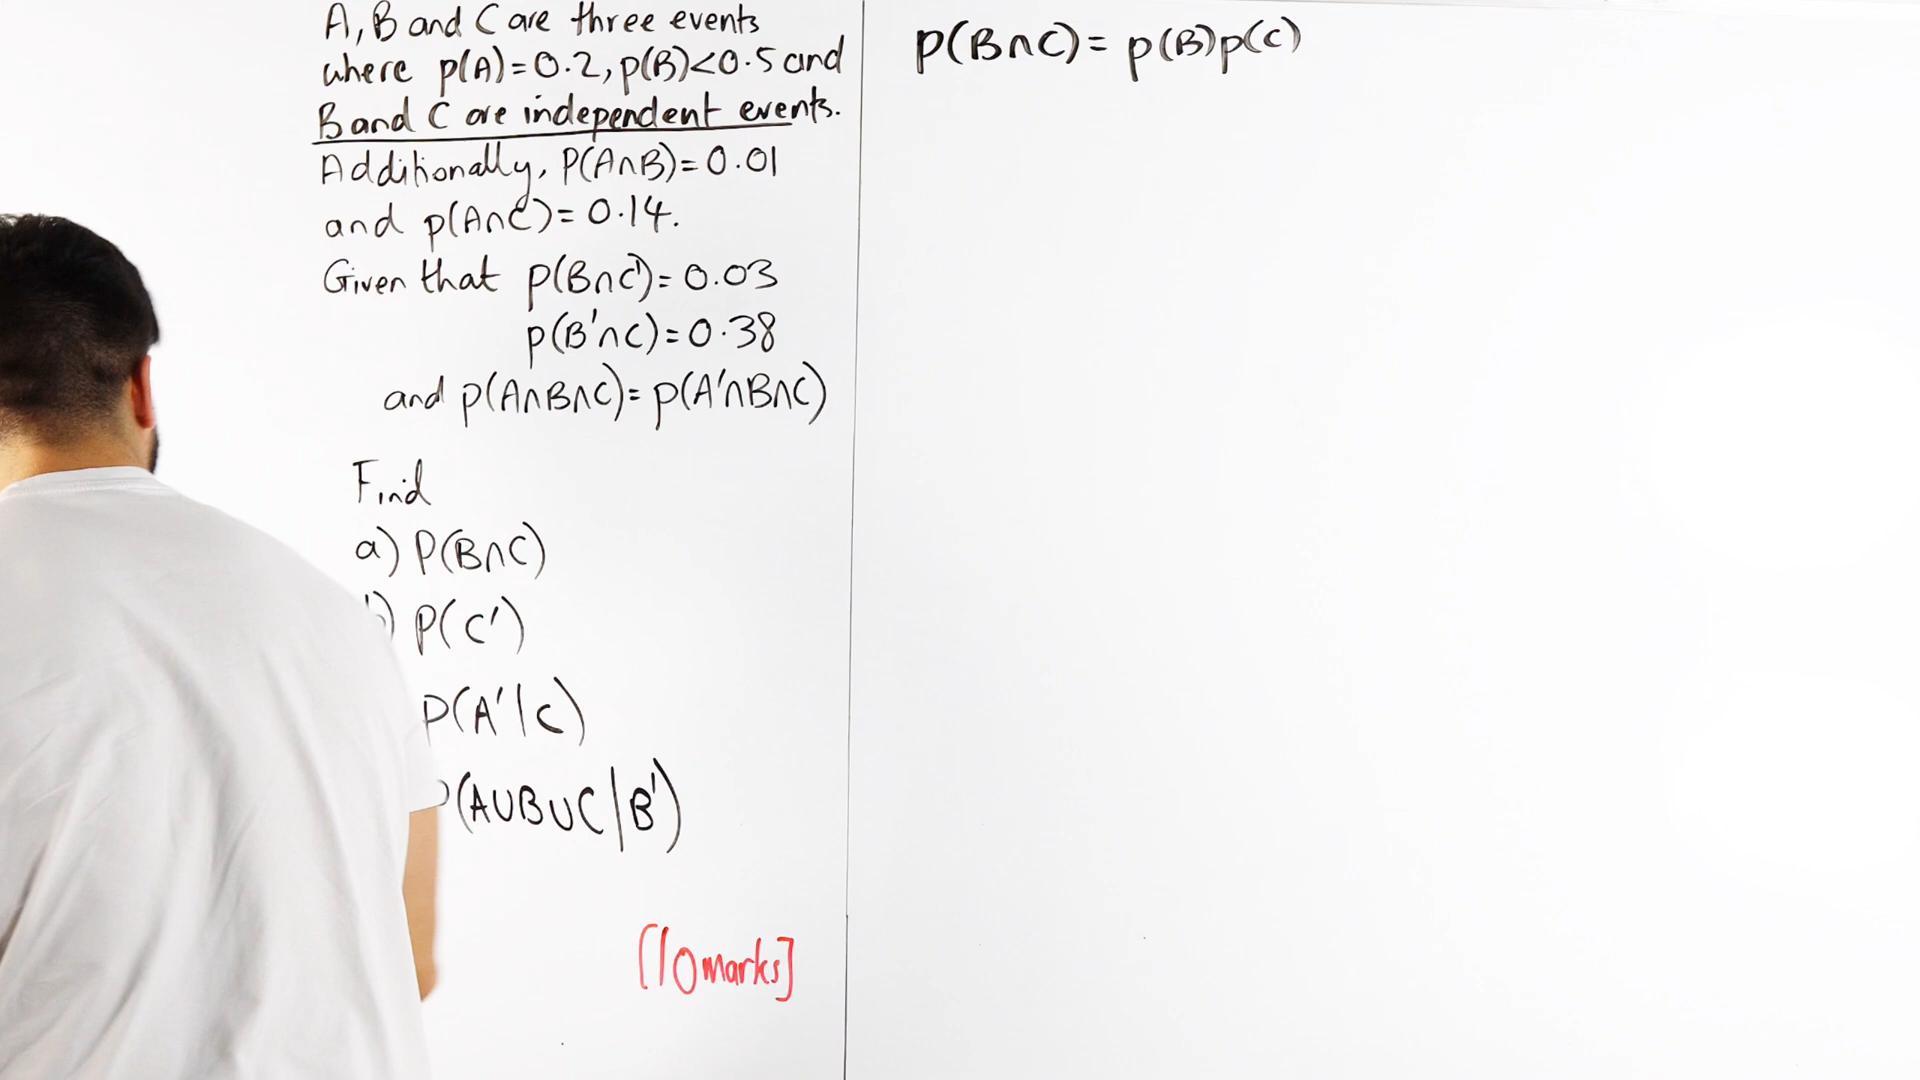 A, B and C are three events
where p(A)=0.2, p(B)<0.5 and
B and C are independent events.
Additionally, P(A∩B)=0.01
and p(A∩C)=0.14.
Given that p(B∩C')=0.03
p(B'∩C)=0.38
and p(A∩B∩C)=p(A'∩B∩C)
Find
a) P(B∩C)
b) P(C')
P(A'|C)
P(A∪B∪C|B')
[10 marks]
p(B∩C)= p(B)p(C)